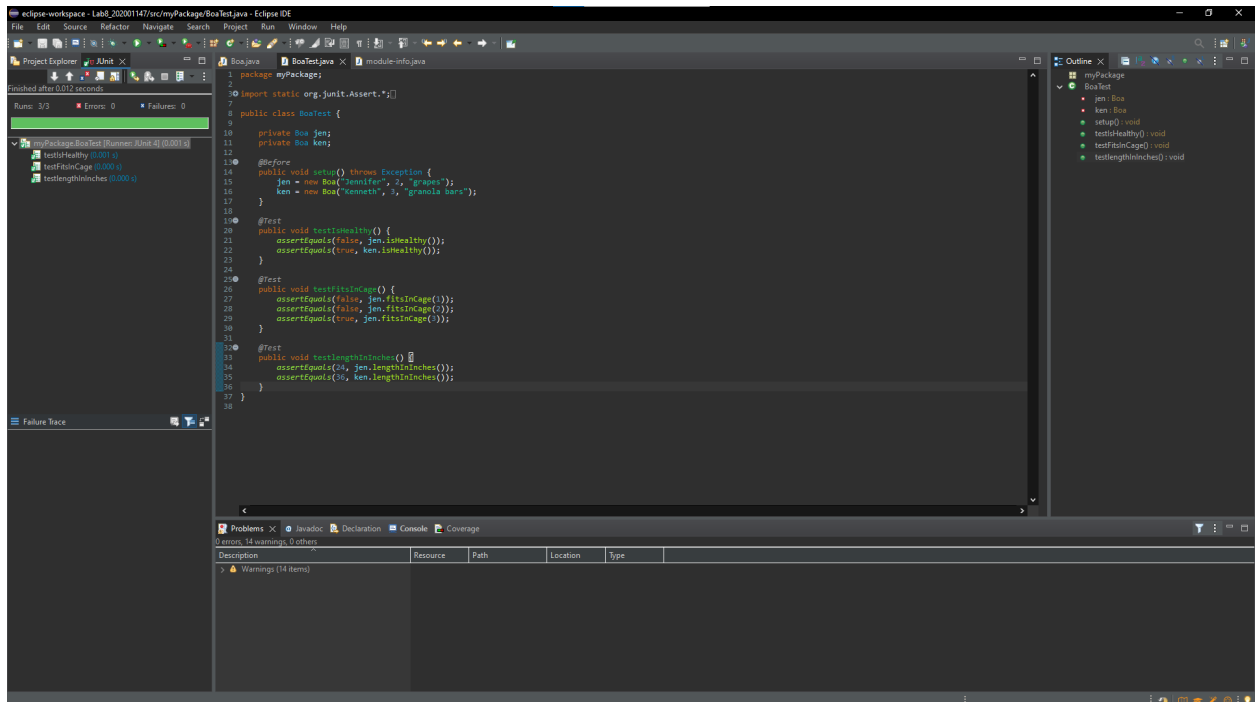 eclipse-workspace - Lab8_202001147/src/myPackage/BoaTest.java - Eclipse IDE
File Edit Source Refactor Navigate Search Project Run Window Help
Project Explorer JUnit
Finished after 0.012 seconds
Runs: 3/3 Errors: 0 Failures: 0
myPackage.BoaTest [Runner: JUnit 4] (0.001 s)
testIsHealthy (0.001 s)
testFitsInCage (0.000 s)
testlengthInInches (0.000 s)
Failure Trace
Boa.java BoaTest.java module-info.java
1 package myPackage;
2
3 import static org.junit.Assert.*;
7
8 public class BoaTest {
9
10 private Boa jen;
11 private Boa ken;
12
13 @Before
14 public void setup() throws Exception {
15 jen = new Boa("Jennifer", 2, "grapes");
16 ken = new Boa("Kenneth", 3, "granola bars");
17 }
18
19 @Test
20 public void testIsHealthy() {
21 assertEquals(false, jen.isHealthy());
22 assertEquals(true, ken.isHealthy());
23 }
24
25 @Test
26 public void testFitsInCage() {
27 assertEquals(false, jen.fitsInCage(1));
28 assertEquals(false, jen.fitsInCage(2));
29 assertEquals(true, jen.fitsInCage(3));
30 }
31
32 @Test
33 public void testlengthInInches() {
34 assertEquals(24, jen.lengthInInches());
35 assertEquals(36, ken.lengthInInches());
36 }
37 }
38
Outline
myPackage
BoaTest
jen : Boa
ken : Boa
setup() : void
testIsHealthy() : void
testFitsInCage() : void
testlengthInInches() : void
Problems Javadoc Declaration Console Coverage
0 errors, 14 warnings, 0 others
Description Resource Path Location Type
Warnings (14 items)